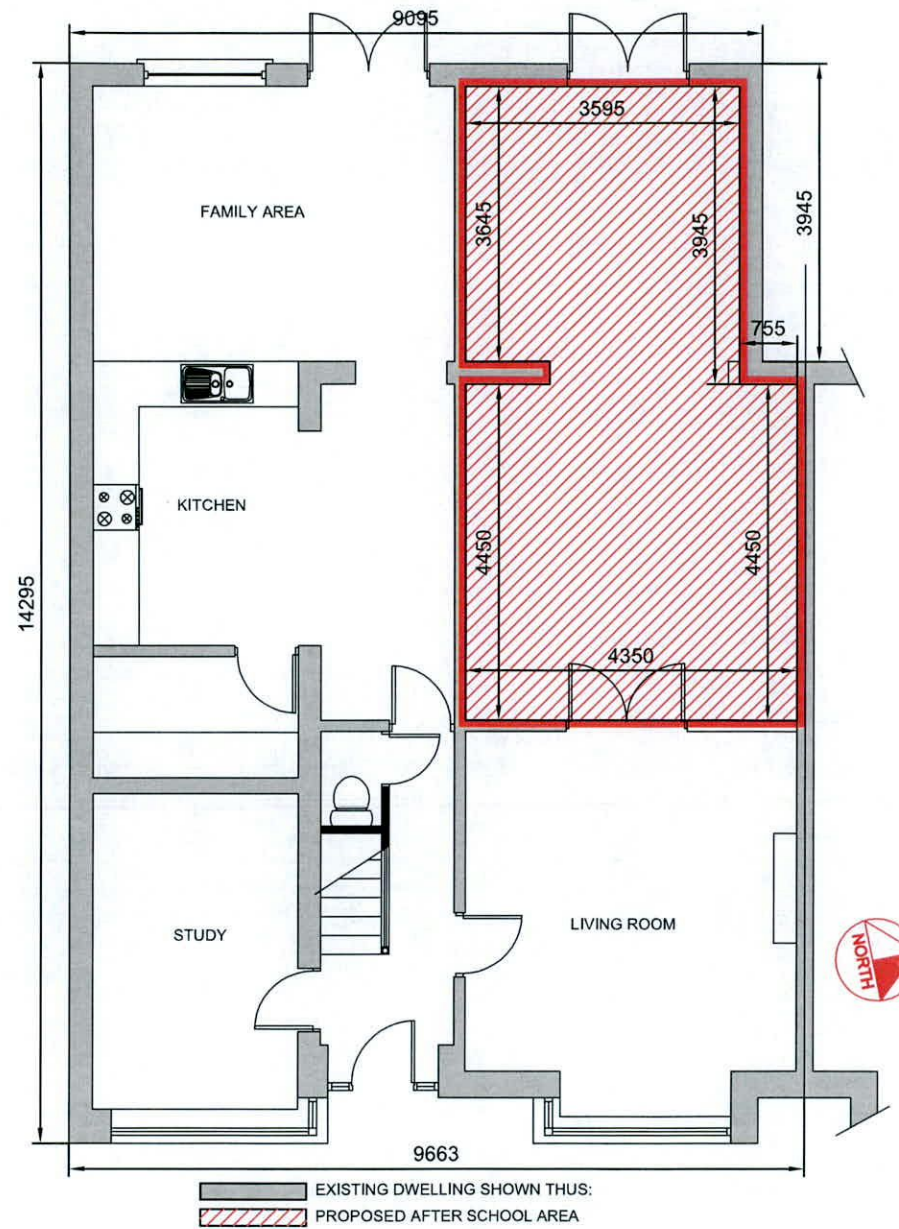 9095
3595
FAMILY AREA
3645
3945
3945
755
KITCHEN
4450
4450
14295
4350
STUDY
LIVING ROOM
NORTH
9663
EXISTING DWELLING SHOWN THUS:
PROPOSED AFTER SCHOOL AREA